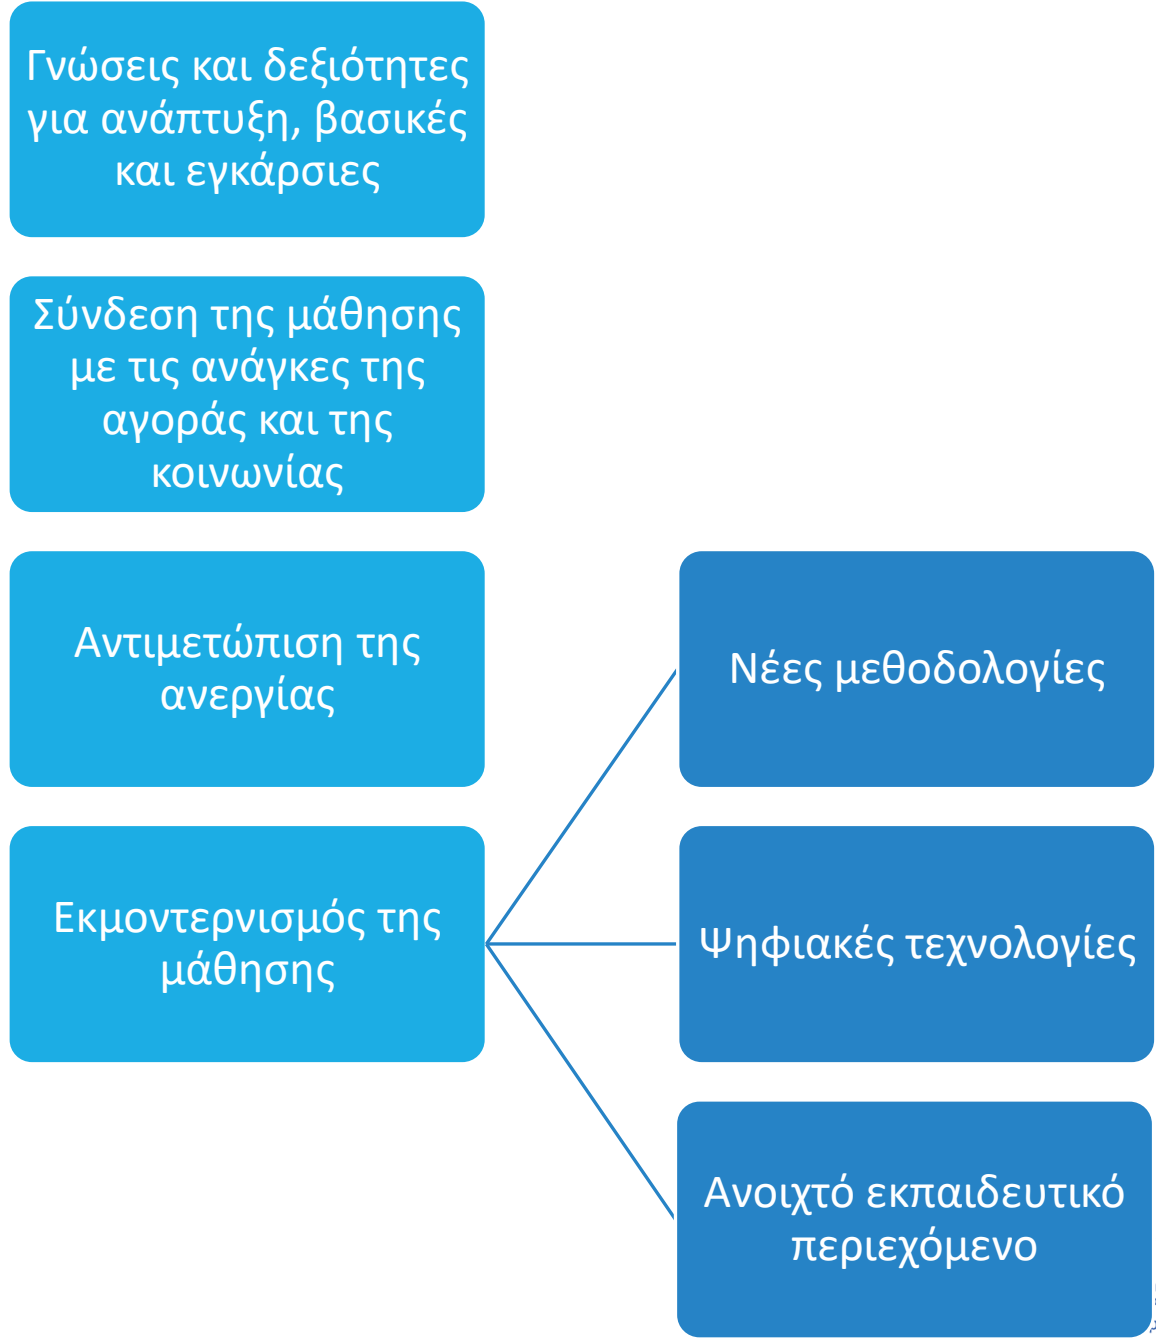 Γνώσεις και δεξιότητες
για ανάπτυξη, βασικές
και εγκάρσιες
Σύνδεση της μάθησης
με τις ανάγκες της
αγοράς και της
κοινωνίας
Αντιμετώπιση της
ανεργίας
Εκμοντερνισμός της
μάθησης
Νέες μεθοδολογίες
Ψηφιακές τεχνολογίες
Ανοιχτό εκπαιδευτικό
περιεχόμενο